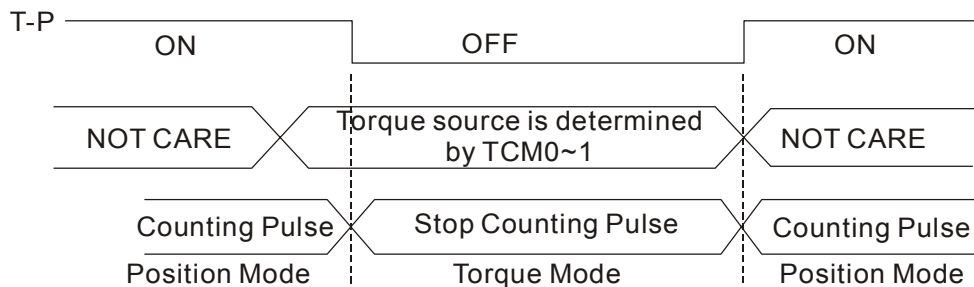 T-P
ON OFF ON
NOT CARE Torque source is determined by TCM0~1 NOT CARE
Counting Pulse Stop Counting Pulse Counting Pulse
Position Mode Torque Mode Position Mode